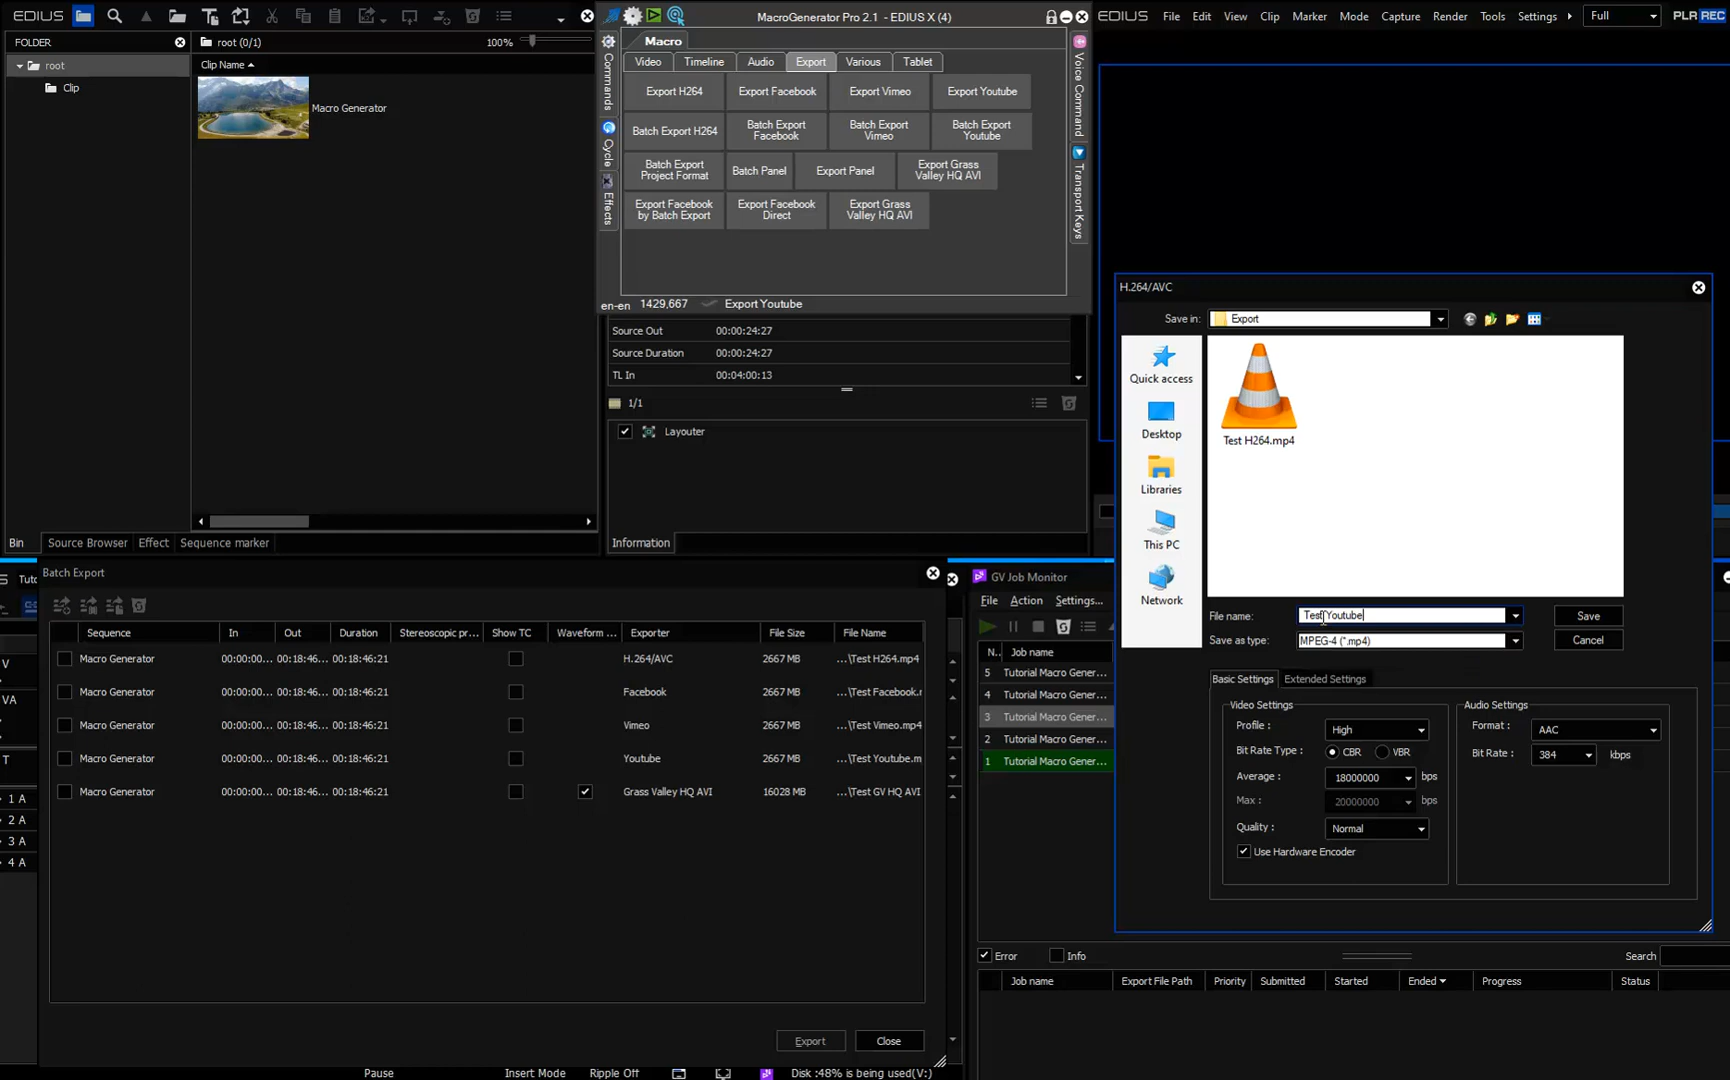 EDIUS
FOLDER
root
Clip
root (0/1)
100%
Clip Name
Macro Generator
Bin
Source Browser
Effect
Sequence marker
MacroGenerator Pro 2.1 - EDIUS X (4)
Macro
Video
Timeline
Audio
Export
Various
Tablet
Commands
Cycle
Effects
Voice Command
Transport Keys
Export H264
Export Facebook
Export Vimeo
Export Youtube
Batch Export H264
Batch Export
Facebook
Batch Export
Vimeo
Batch Export
Youtube
Batch Export
Project Format
Batch Panel
Export Panel
Export Grass
Valley HQ AVI
Export Facebook
by Batch Export
Export Facebook
Direct
Export Grass
Valley HQ AVI
en-en 1429,667 Export Youtube
Source Out 00:00:24:27
Source Duration 00:00:24:27
TL In 00:04:00:13
1/1
Layouter
Information
EDIUS File Edit View Clip Marker Mode Capture Render Tools Settings Full PLR REC
H.264/AVC
Save in: Export
Quick access
Desktop
Libraries
This PC
Network
Test H264.mp4
File name: Test Youtube Save
Save as type: MPEG-4 (*.mp4) Cancel
Basic Settings Extended Settings
Video Settings
Profile : High
Bit Rate Type : CBR VBR
Average : 18000000 bps
Max : 20000000 bps
Quality : Normal
Use Hardware Encoder
Audio Settings
Format : AAC
Bit Rate : 384 kbps
Batch Export
Sequence In Out Duration Stereoscopic pr... Show TC Waveform ... Exporter File Size File Name
Macro Generator 00:00:00... 00:18:46... 00:18:46:21 H.264/AVC 2667 MB ...\Test H264.mp4
Macro Generator 00:00:00... 00:18:46... 00:18:46:21 Facebook 2667 MB ...\Test Facebook.r
Macro Generator 00:00:00... 00:18:46... 00:18:46:21 Vimeo 2667 MB ...\Test Vimeo.mp4
Macro Generator 00:00:00... 00:18:46... 00:18:46:21 Youtube 2667 MB ...\Test Youtube.m
Macro Generator 00:00:00... 00:18:46... 00:18:46:21 Grass Valley HQ AVI 16028 MB ...\Test GV HQ AVI
Export Close
S Tuto
V
VA
T
1 A
2 A
3 A
4 A
GV Job Monitor
File Action Settings...
N.. Job name
5 Tutorial Macro Gener...
4 Tutorial Macro Gener...
3 Tutorial Macro Gener...
2 Tutorial Macro Gener...
1 Tutorial Macro Gener...
Error Info Search
Job name Export File Path Priority Submitted Started Ended Progress Status
Pause Insert Mode Ripple Off Disk :48% is being used(V:)